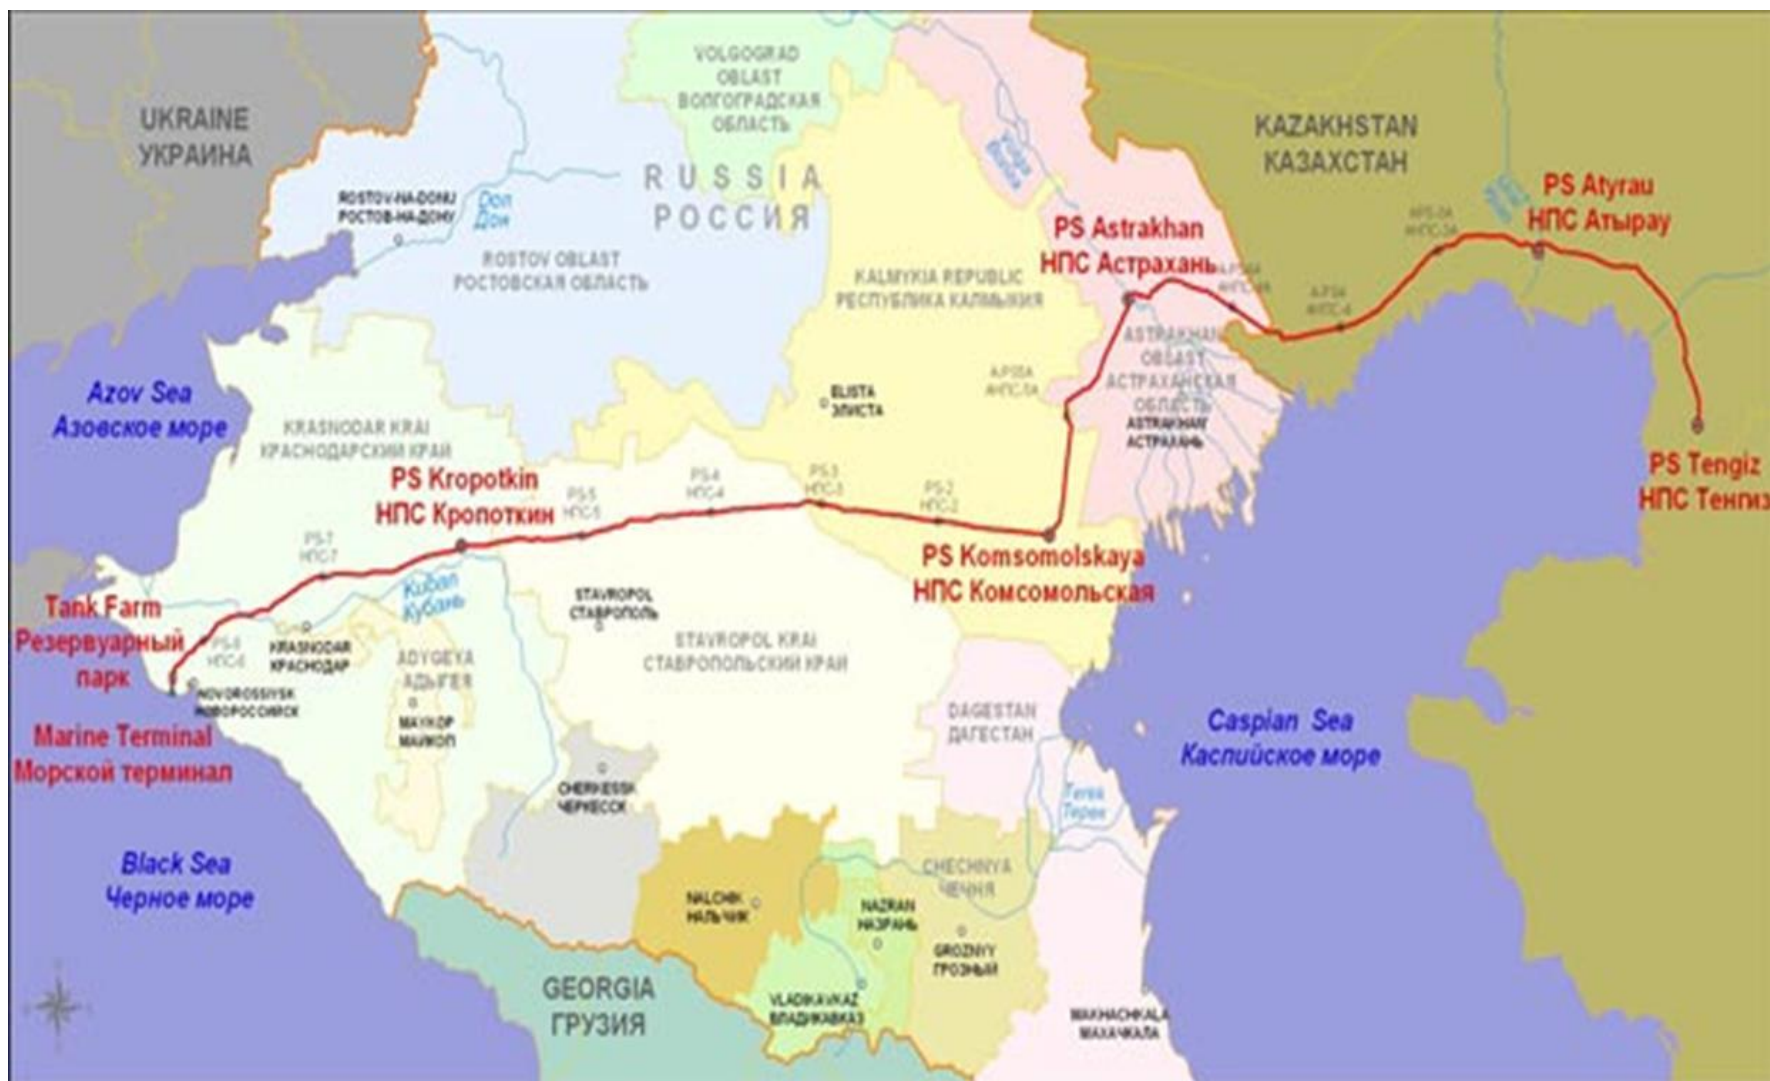 VOLGOGRAD
OBLAST
ВОЛГОГРАДСКАЯ
ОБЛАСТЬ
UKRAINE
УКРАИНА
KAZAKHSTAN
КАЗАХСТАН
Volga
Волга
RUSSIA
РОССИЯ
ROSTOV-NA-DONU
РОСТОВ-НА-ДОНУ
Don
Дон
PS Atyrau
НПС Атырау
PS Astrakhan
НПС Астрахань
ROSTOV OBLAST
РОСТОВСКАЯ ОБЛАСТЬ
KALMYKIA REPUBLIC
РЕСПУБЛИКА КАЛМЫКИЯ
ASTRAKHAN
OBLAST
АСТРАХАНСКАЯ
ОБЛАСТЬ
ASTRAKHAN'
АСТРАХАНЬ
ELISTA
ЭЛИСТА
Azov Sea
Азовское море
KRASNODAR KRAI
КРАСНОДАРСКИЙ КРАЙ
PS Kropotkin
НПС Кропоткин
PS-5
НПС-5
PS-4
НПС-4
PS-3
НПС-3
PS-2
НПС-2
PS Tengiz
НПС Тенгиз
PS-7
НПС-7
PS Komsomolskaya
НПС Комсомольская
Kuban
Кубань
Tank Farm
Резервуарный
парк
STAVROPOL
СТАВРОПОЛЬ
KRASNODAR
КРАСНОДАР
STAVROPOL KRAI
СТАВРОПОЛЬСКИЙ КРАЙ
ADYGEYA
АДЫГЕЯ
NOVOROSSIYSK
НОВОРОССИЙСК
MAYKOP
МАЙКОП
DAGESTAN
ДАГЕСТАН
Caspian Sea
Каспийское море
Marine Terminal
Морской терминал
CHERKESSK
ЧЕРКЕССК
Terek
Терек
Black Sea
Черное море
CHECHNYA
ЧЕЧНЯ
NALCHIK
НАЛЬЧИК
NAZRAN
НАЗРАНЬ
GROZNYY
ГРОЗНЫЙ
GEORGIA
ГРУЗИЯ
VLADIKAVKAZ
ВЛАДИКАВКАЗ
MAKHACHKALA
МАХАЧКАЛА